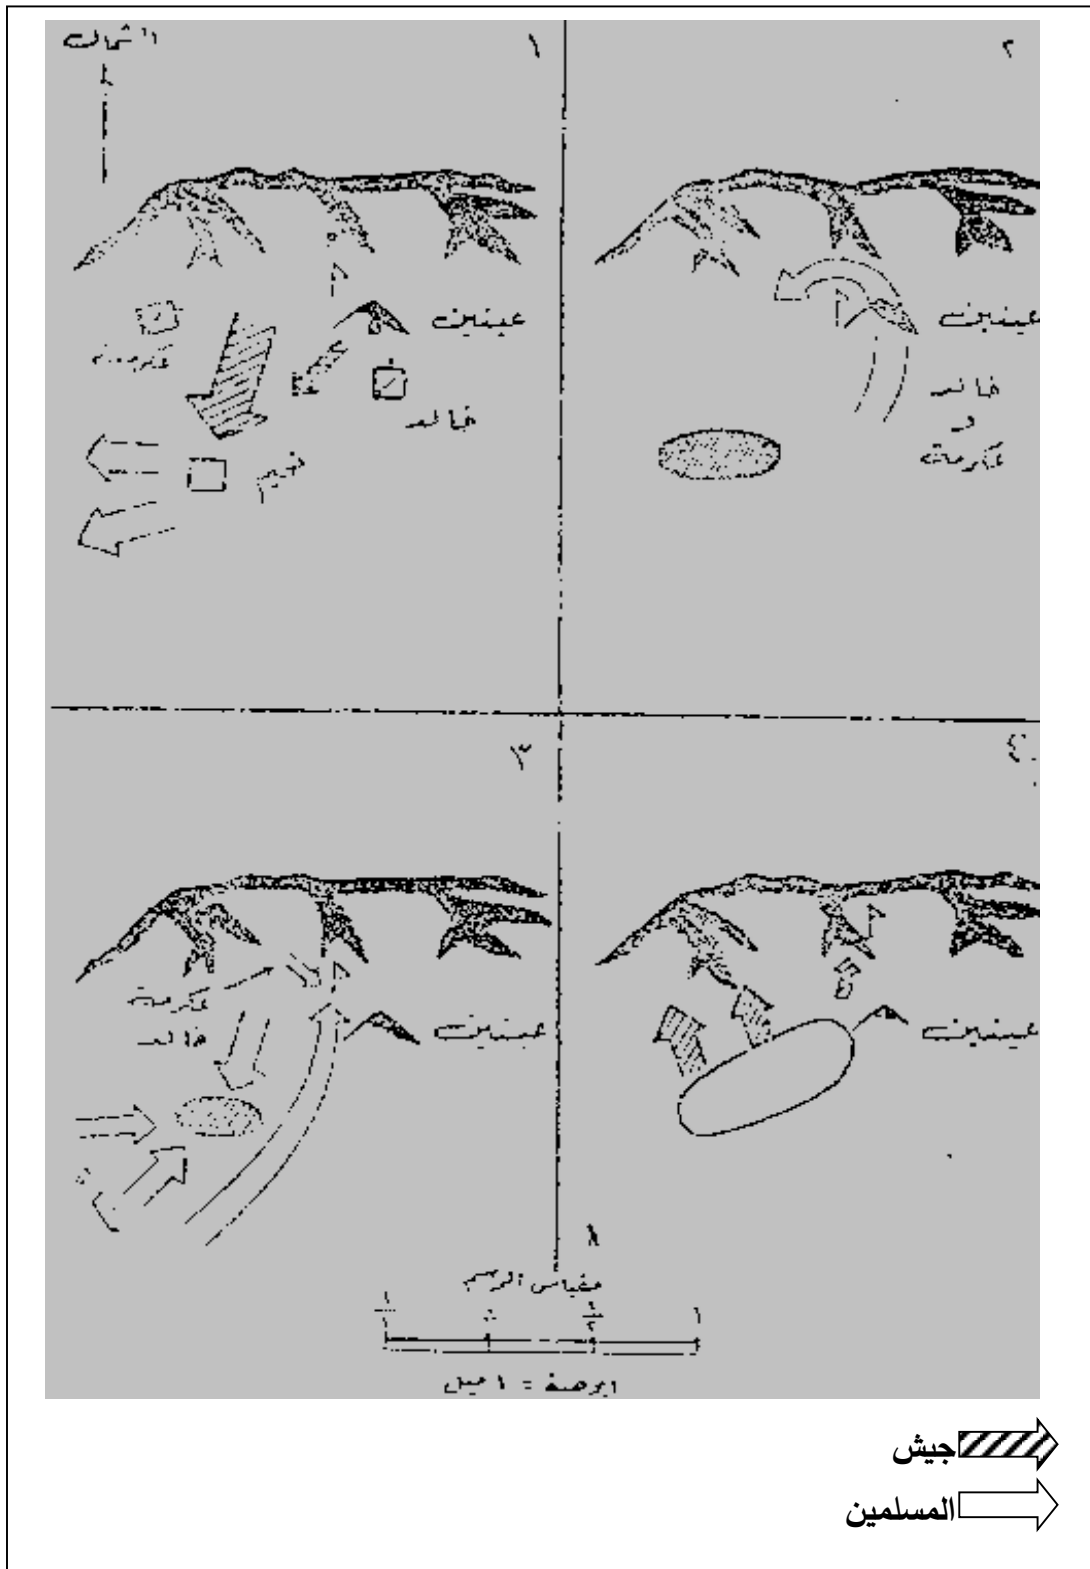 الشمال
١
٢
عينين
عكرمة
خالد
عينين
خالد
و
عكرمة
٣
٤
عكرمة
خالد
عينين
عينين
٨
مقياس الرسم
١ بوصة = ١ ميل
جيش
المسلمين